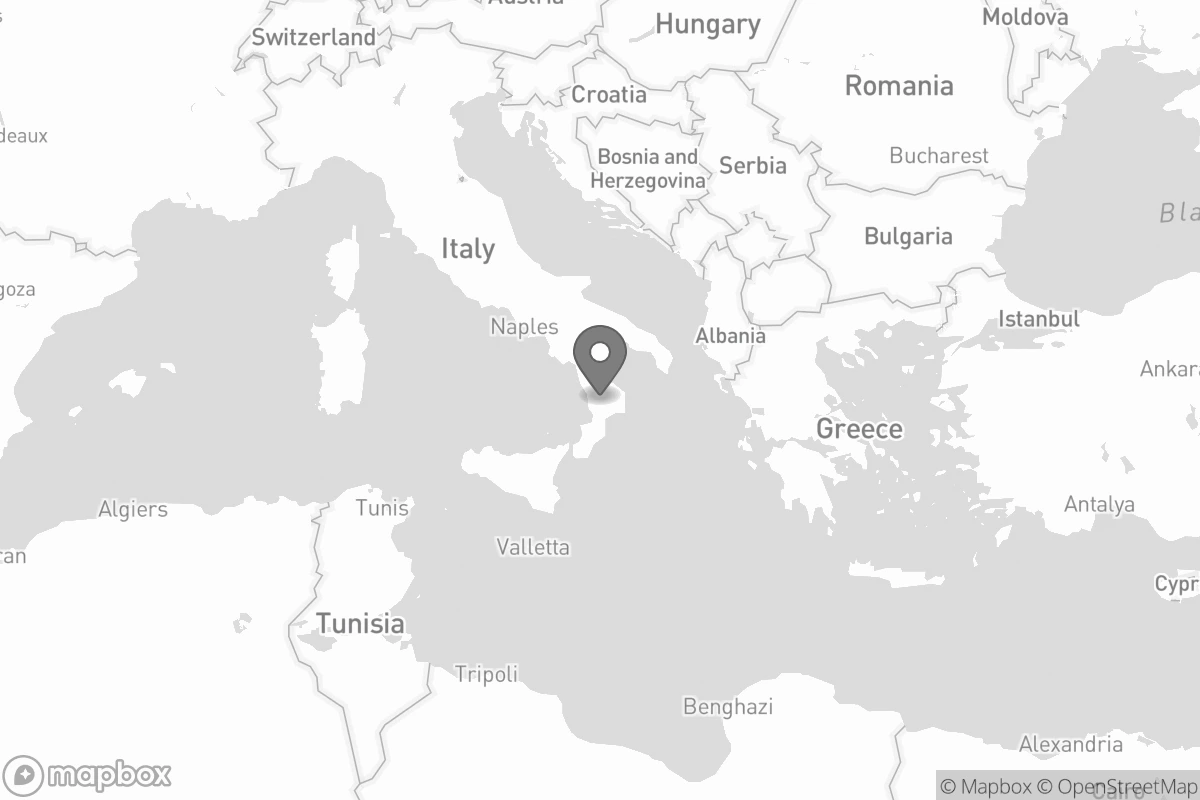 Austria
Moldova
Hungary
Switzerland
Romania
Croatia
deaux
Bosnia and
Herzegovina
Serbia
Bucharest
Bla
Bulgaria
Italy
goza
Istanbul
Naples
Albania
Ankara
Greece
Antalya
Algiers
Tunis
Valletta
ran
Cypr
Tunisia
Tripoli
Benghazi
Alexandria
mapbox
© Mapbox © OpenStreetMap
Cairo